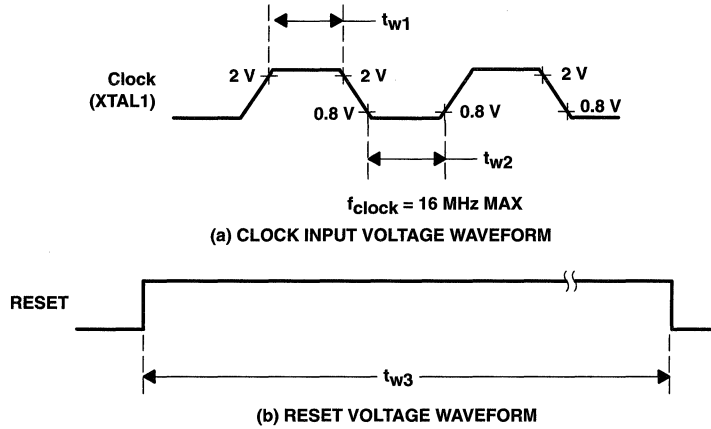 tw1
Clock
(XTAL1)
2 V
2 V
2 V
0.8 V
0.8 V
0.8 V
tw2
fclock = 16 MHz MAX
(a) CLOCK INPUT VOLTAGE WAVEFORM
RESET
tw3
(b) RESET VOLTAGE WAVEFORM